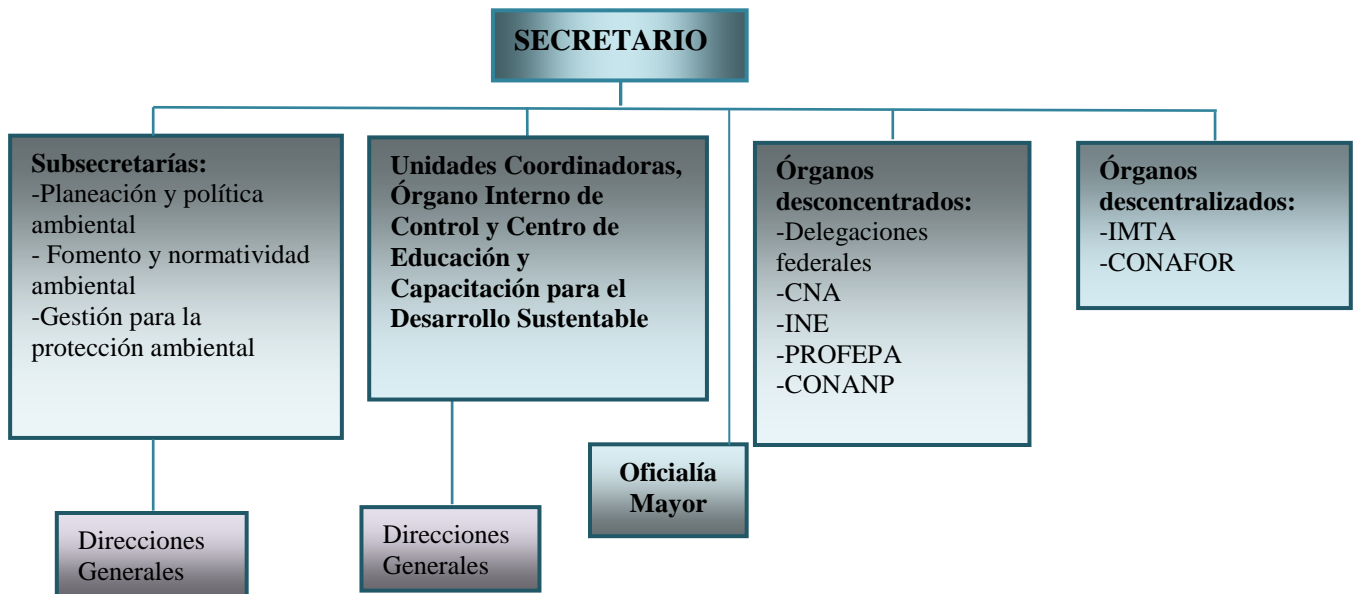 SECRETARIO
Subsecretarías:
-Planeación y política
ambiental
- Fomento y normatividad
ambiental
-Gestión para la
protección ambiental
Unidades Coordinadoras,
Órgano Interno de
Control y Centro de
Educación y
Capacitación para el
Desarrollo Sustentable
Órganos
desconcentrados:
-Delegaciones
federales
-CNA
-INE
-PROFEPA
-CONANP
Órganos
descentralizados:
-IMTA
-CONAFOR
Oficialía
Mayor
Direcciones
Generales
Direcciones
Generales